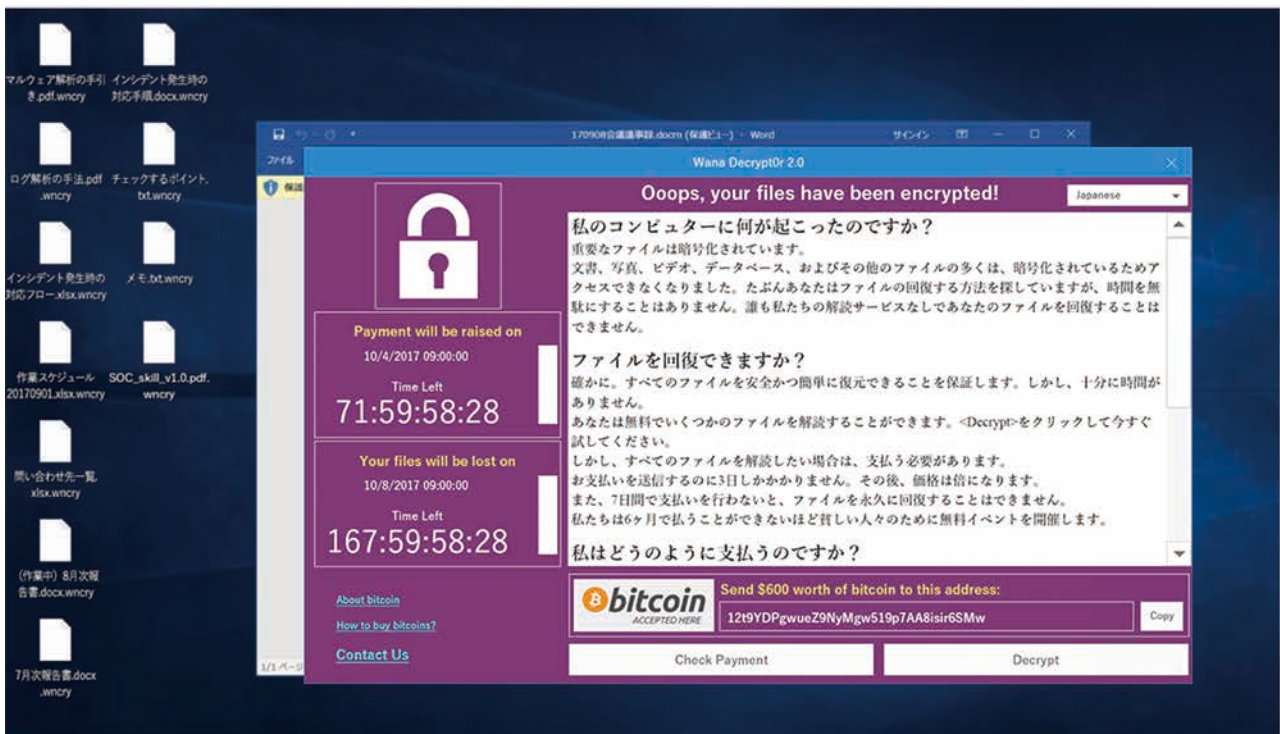 マルウェア解析の手引
き.pdf.wncry
インシデント発生時の
対応手順.docx.wncry
ログ解析の手法.pdf
.wncry
チェックするポイント.
txt.wncry
インシデント発生時の
対応フロー.xlsx.wncry
メモ.txt.wncry
作業スケジュール
20170901.xlsx.wncry
SOC_skill_v1.0.pdf.
wncry
問い合わせ先一覧.
xlsx.wncry
(作業中) 8月次報
告書.docx.wncry
7月次報告書.docx
.wncry
170908会議議事録.docm (保護ビュー) - Word
サインイン
ファイル
保護
1/1 ページ
Wana Decrypt0r 2.0
Ooops, your files have been encrypted!
Japanese
Payment will be raised on
10/4/2017 09:00:00
Time Left
71:59:58:28
Your files will be lost on
10/8/2017 09:00:00
Time Left
167:59:58:28
About bitcoin
How to buy bitcoins?
Contact Us
私のコンピューターに何が起こったのですか？
重要なファイルは暗号化されています。
文書、写真、ビデオ、データベース、およびその他のファイルの多くは、暗号化されているためア
クセスできなくなりました。たぶんあなたはファイルの回復する方法を探していますが、時間を無
駄にすることはありません。誰も私たちの解読サービスなしであなたのファイルを回復することは
できません。
ファイルを回復できますか？
確かに。すべてのファイルを安全かつ簡単に復元できることを保証します。しかし、十分に時間が
ありません。
あなたは無料でいくつかのファイルを解読することができます。<Decrypt>をクリックして今すぐ
試してください。
しかし、すべてのファイルを解読したい場合は、支払う必要があります。
お支払いを送信するのに3日しかかかりません。その後、価格は倍になります。
また、7日間で支払いを行わないと、ファイルを永久に回復することはできません。
私たちは6ヶ月で払うことができないほど貧しい人々のために無料イベントを開催します。
私はどうのように支払うのですか？
bitcoin
ACCEPTED HERE
Send $600 worth of bitcoin to this address:
12t9YDPgwueZ9NyMgw519p7AA8isjr6SMw
Copy
Check Payment
Decrypt